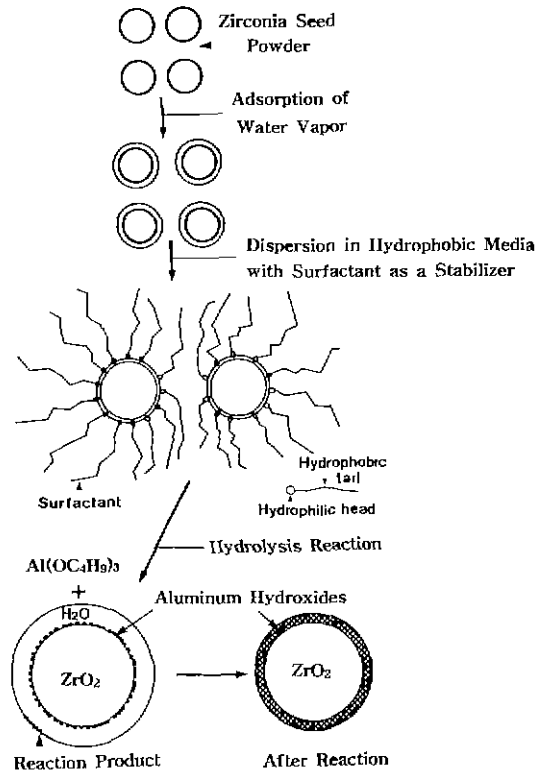 Zirconia Seed
Powder
Adsorption of
Water Vapor
Dispersion in Hydrophobic Media
with Surfactant as a Stabilizer
Hydrophobic
tail
Surfactant
Hydrophilic head
Hydrolysis Reaction
Al(OC₄H₉)₃
+
H₂O
Aluminum Hydroxides
ZrO₂
ZrO₂
Reaction Product
After Reaction